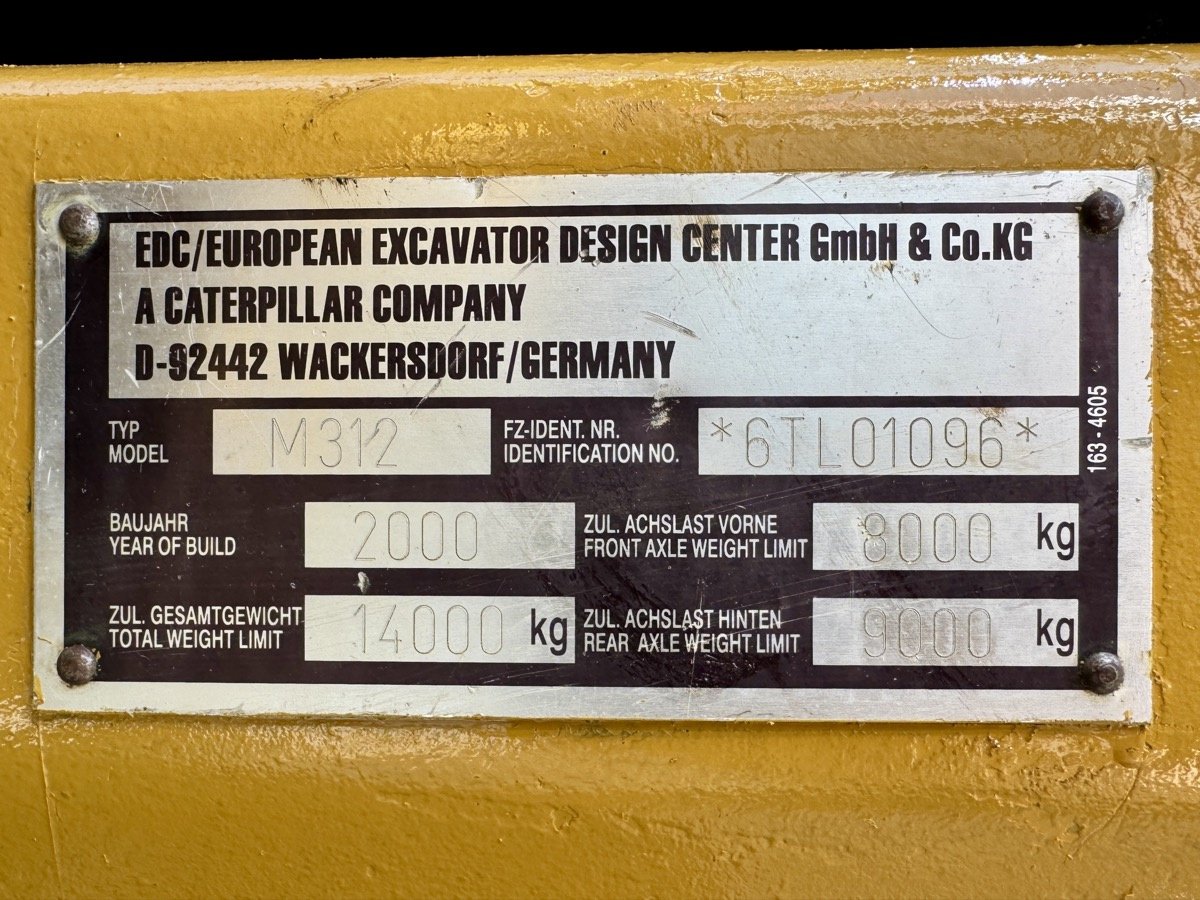 EDC/EUROPEAN EXCAVATOR DESIGN CENTER GmbH & Co.KG
A CATERPILLAR COMPANY
D-92442 WACKERSDORF/GERMANY
TYP
MODEL
M312
FZ-IDENT. NR.
IDENTIFICATION NO.
*6TL01096*
163-4605
BAUJAHR
YEAR OF BUILD
2000
ZUL. ACHSLAST VORNE
FRONT AXLE WEIGHT LIMIT
8000 kg
ZUL. GESAMTGEWICHT
TOTAL WEIGHT LIMIT
14000 kg
ZUL. ACHSLAST HINTEN
REAR AXLE WEIGHT LIMIT
9000 kg